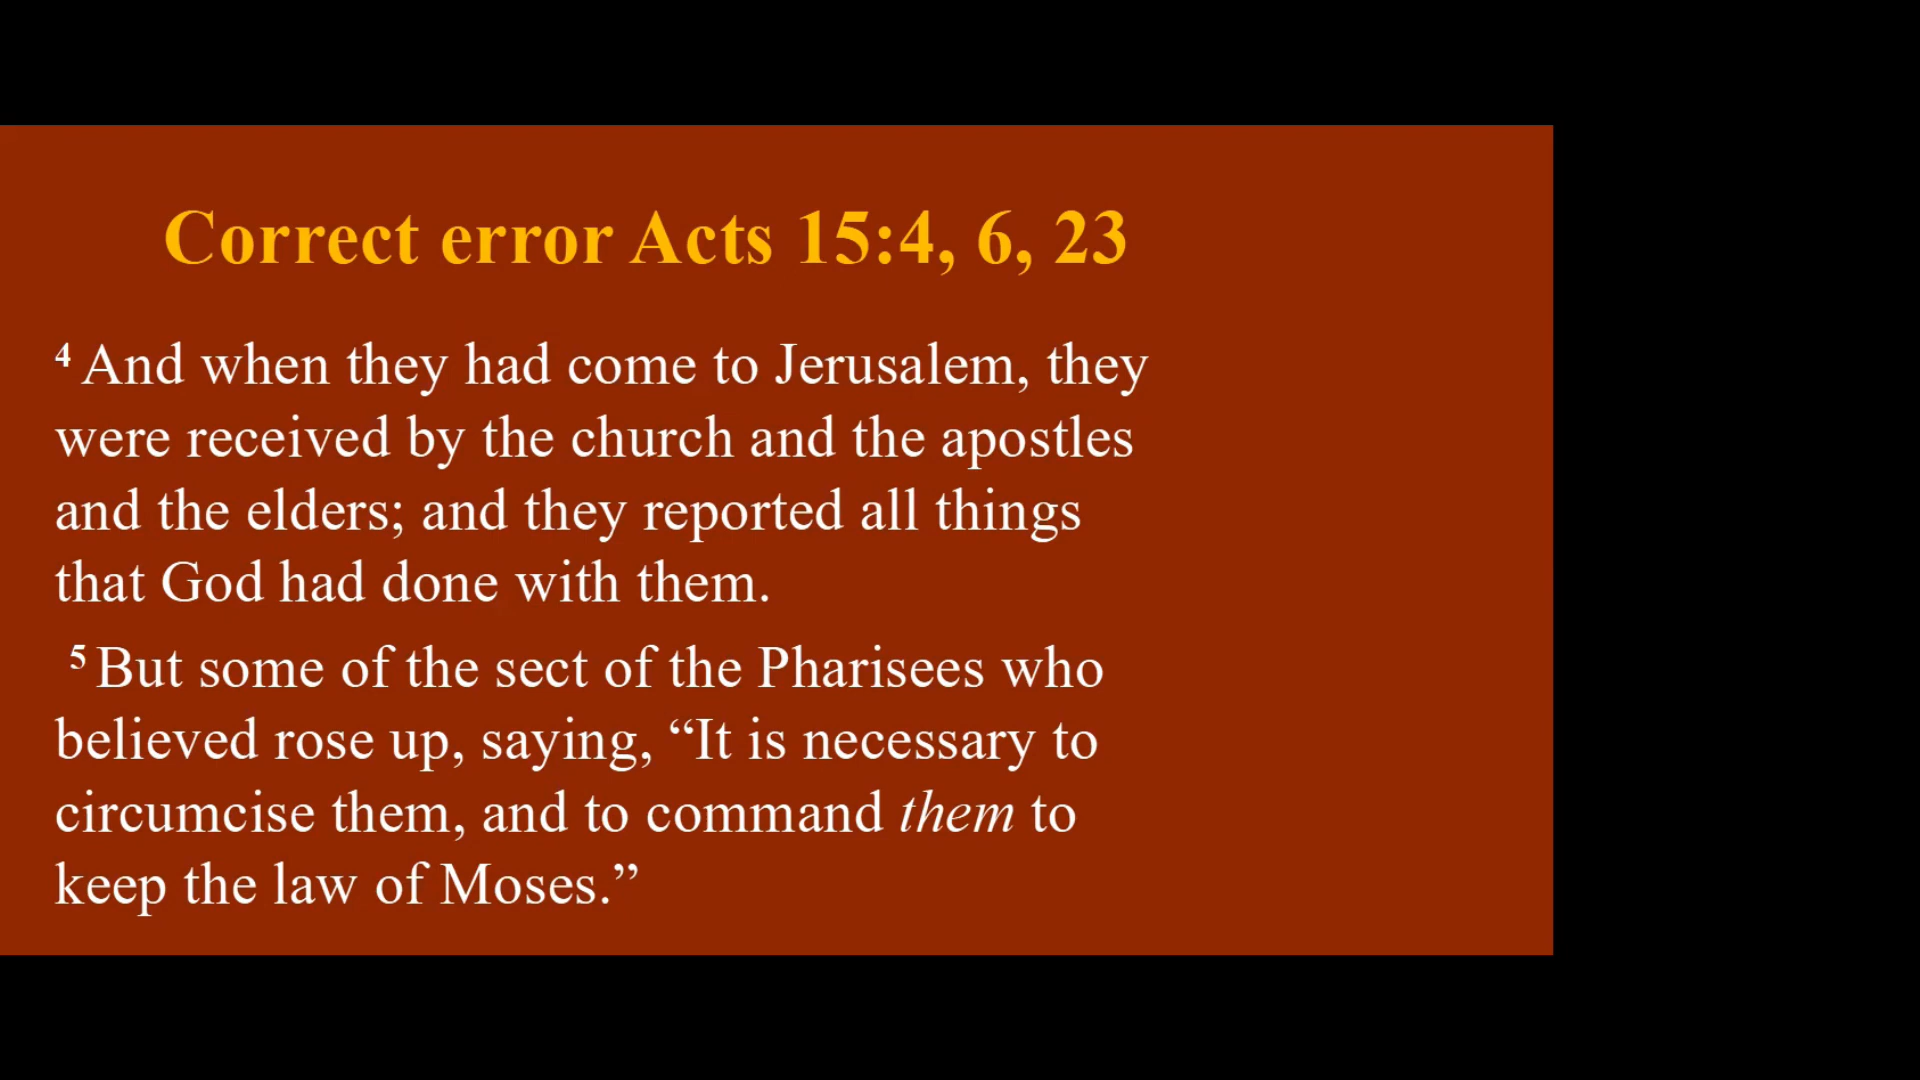 Correct error Acts 15:4, 6, 23
4 And when they had come to Jerusalem, they
were received by the church and the apostles
and the elders; and they reported all things
that God had done with them.
5 But some of the sect of the Pharisees who
believed rose up, saying, “It is necessary to
circumcise them, and to command them to
keep the law of Moses.”